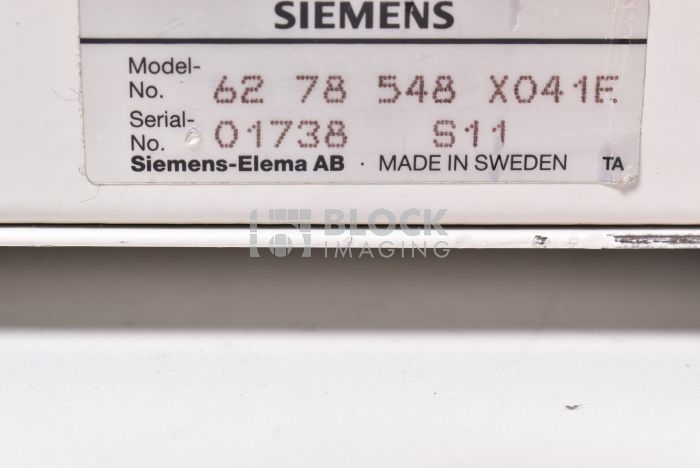 SIEMENS
Model-
No. 62 78 548 X041E
Serial-
No. 01738 S11
Siemens-Elema AB · MADE IN SWEDEN TA
BLOCK
IMAGING